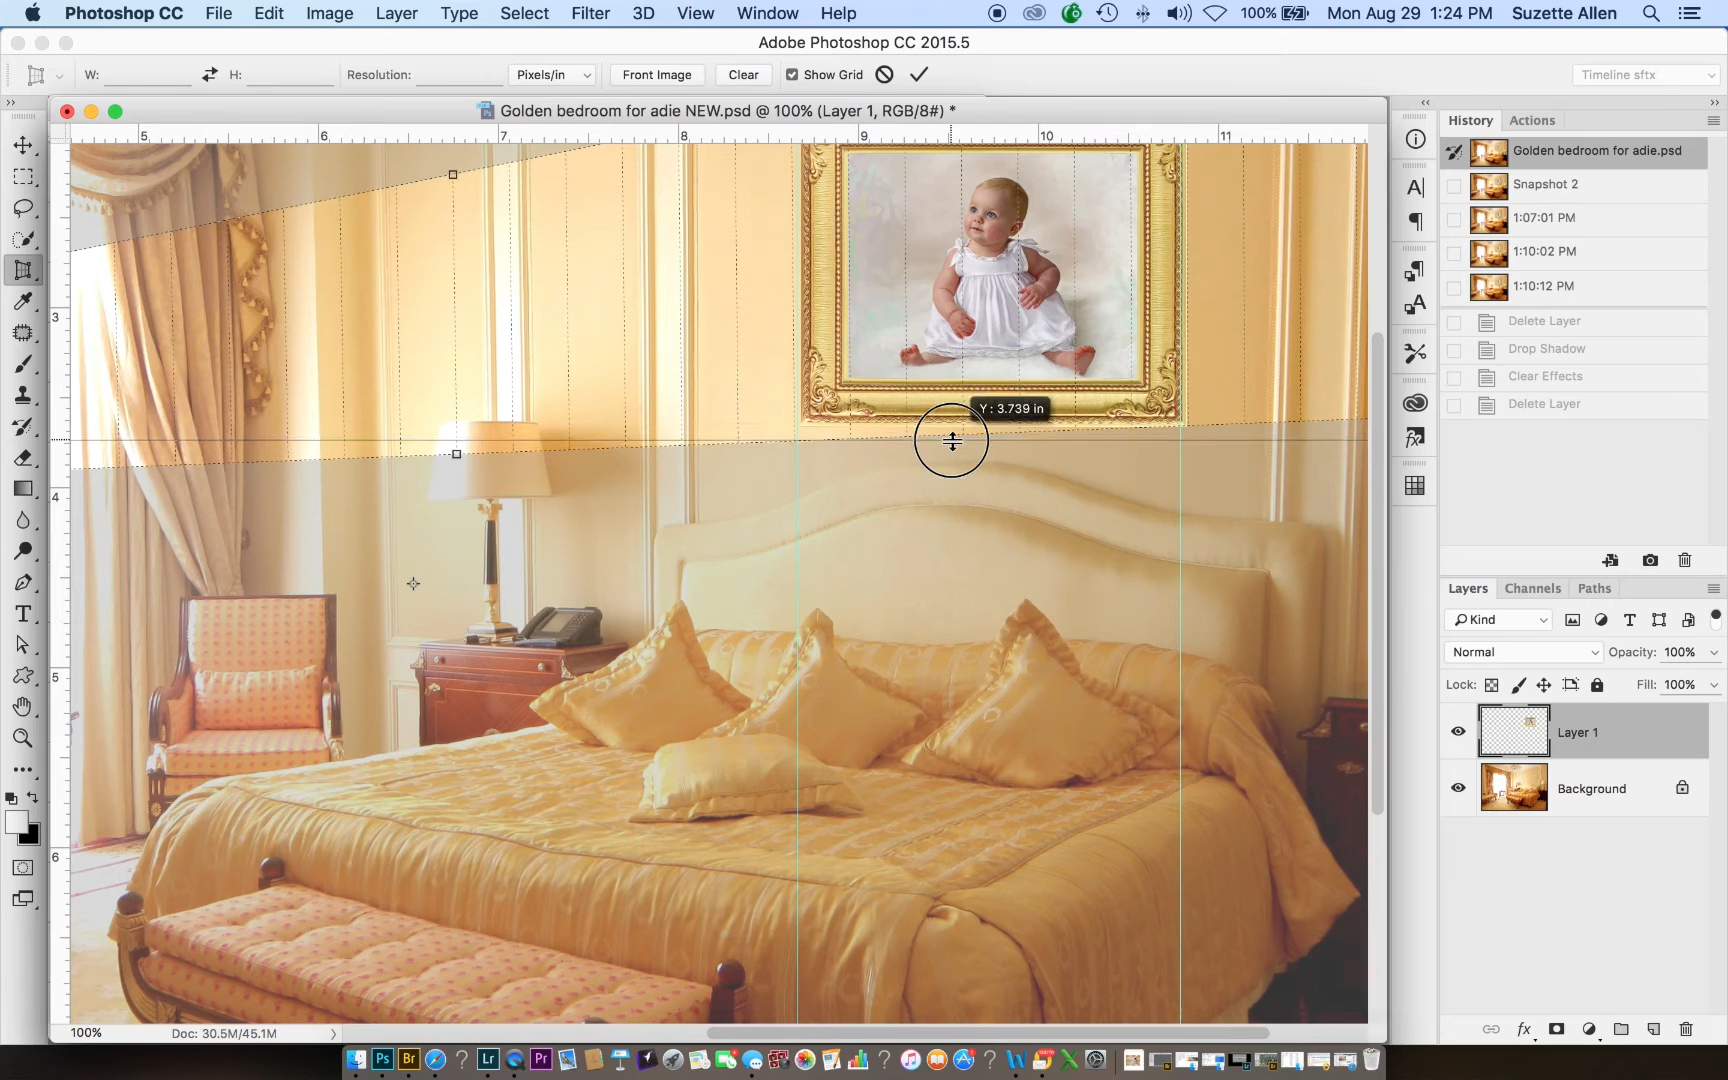 Photoshop CC File Edit Image Layer Type Select Filter 3D View Window Help 100% Mon Aug 29 1:24 PM Suzette Allen
Adobe Photoshop CC 2015.5
W: H: Resolution: Pixels/in Front Image Clear Show Grid Timeline sftx
Golden bedroom for adie NEW.psd @ 100% (Layer 1, RGB/8#) *
5 6 7 8 9 10 11
3
4
5
6
Y : 3.739 in
100% Doc: 30.5M/45.1M
History Actions
Golden bedroom for adie.psd
Snapshot 2
1:07:01 PM
1:10:02 PM
1:10:12 PM
Delete Layer
Drop Shadow
Clear Effects
Delete Layer
Layers Channels Paths
Kind
Normal Opacity: 100%
Lock: Fill: 100%
Layer 1
Background
fx
Ps Br Lr Pr